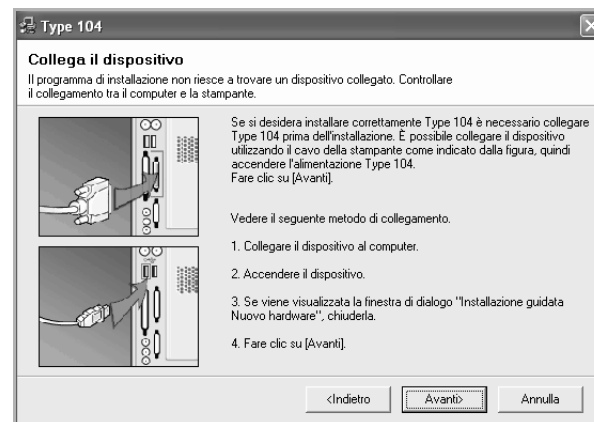 Type 104
Collega il dispositivo
Il programma di installazione non riesce a trovare un dispositivo collegato. Controllare
il collegamento tra il computer e la stampante.
Se si desidera installare correttamente Type 104 è necessario collegare
Type 104 prima dell'installazione. È possibile collegare il dispositivo
utilizzando il cavo della stampante come indicato dalla figura, quindi
accendere l'alimentazione Type 104.
Fare clic su [Avanti].
Vedere il seguente metodo di collegamento.
1. Collegare il dispositivo al computer.
2. Accendere il dispositivo.
3. Se viene visualizzata la finestra di dialogo "Installazione guidata
Nuovo hardware", chiuderla.
4. Fare clic su [Avanti].
<Indietro
Avanti>
Annulla